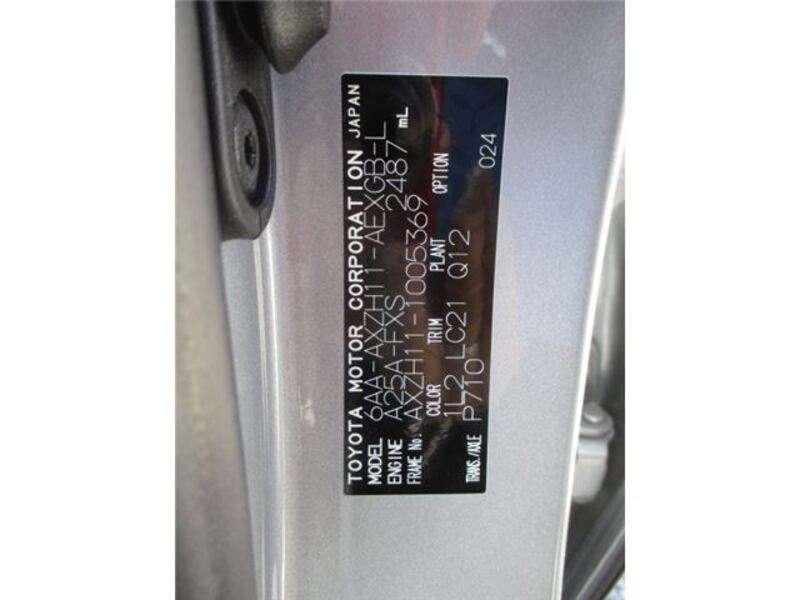 TOYOTA MOTOR CORPORATION JAPAN
MODEL 6AA-AXZH11-AEXGB-L
ENGINE A25A-FXS 2487 mL
FRAME No. AXZH11-1005369
COLOR TRIM PLANT OPTION
1L2 LC21 Q12
TRANS./AXLE P710 024